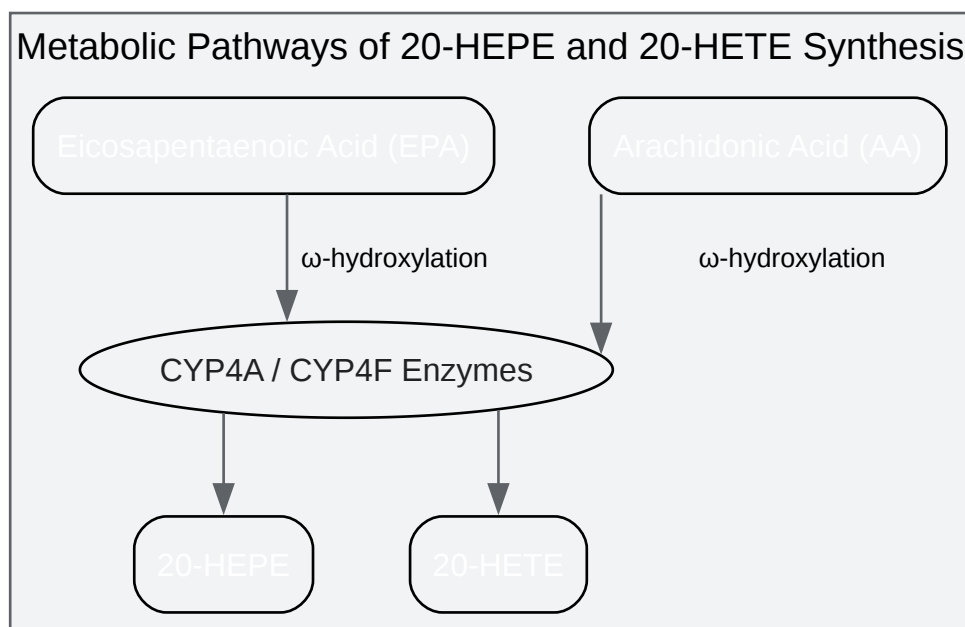 Metabolic Pathways of 20-HEPE and 20-HETE Synthesis
Eicosapentaenoic Acid (EPA)
Arachidonic Acid (AA)
ω-hydroxylation
ω-hydroxylation
CYP4A / CYP4F Enzymes
20-HEPE
20-HETE